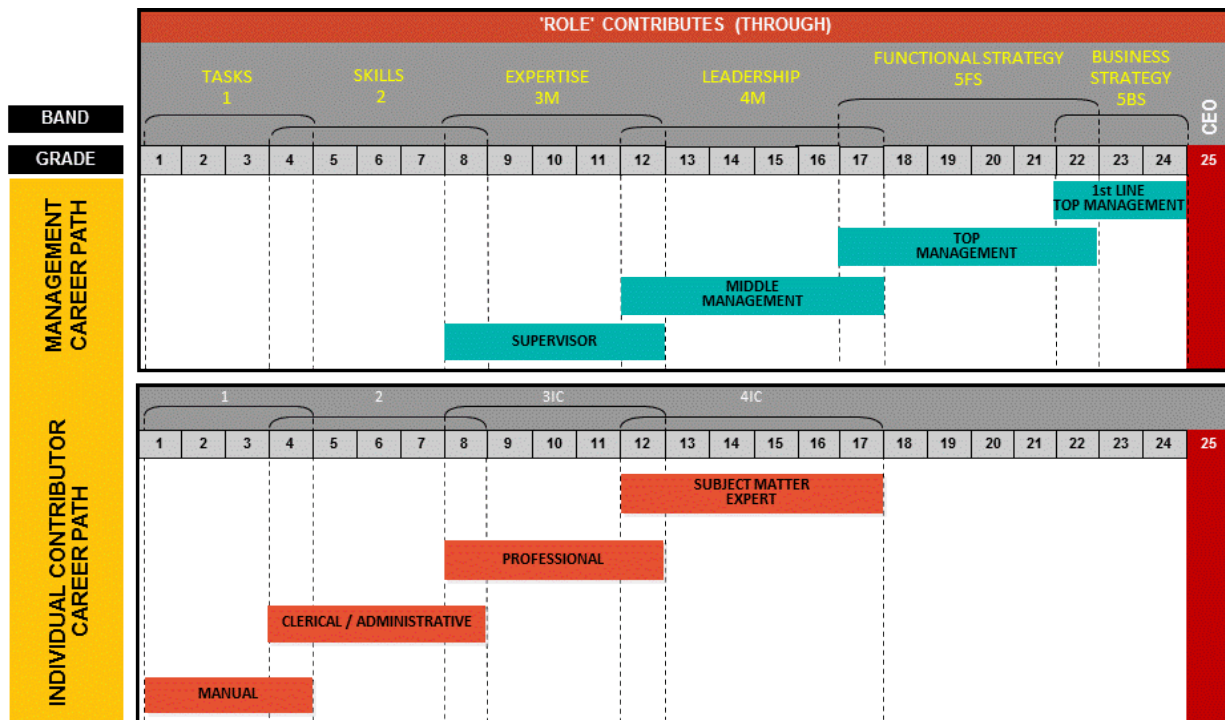 'ROLE' CONTRIBUTES (THROUGH)
TASKS
1
SKILLS
2
EXPERTISE
3M
LEADERSHIP
4M
FUNCTIONAL STRATEGY
5FS
BUSINESS
STRATEGY
5BS
CEO
BAND
GRADE
1 2 3 4 5 6 7 8 9 10 11 12 13 14 15 16 17 18 19 20 21 22 23 24 25
MANAGEMENT
CAREER PATH
1st LINE
TOP MANAGEMENT
TOP
MANAGEMENT
MIDDLE
MANAGEMENT
SUPERVISOR
INDIVIDUAL CONTRIBUTOR
CAREER PATH
1 2 3IC 4IC
1 2 3 4 5 6 7 8 9 10 11 12 13 14 15 16 17 18 19 20 21 22 23 24 25
SUBJECT MATTER
EXPERT
PROFESSIONAL
CLERICAL / ADMINISTRATIVE
MANUAL